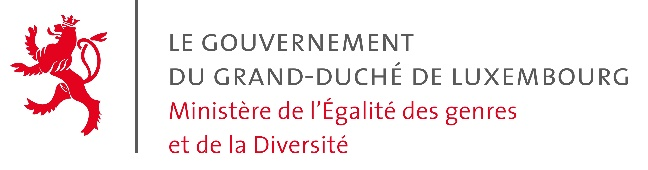 LE GOUVERNEMENT
DU GRAND-DUCHÉ DE LUXEMBOURG
Ministère de l'Égalité des genres
et de la Diversité